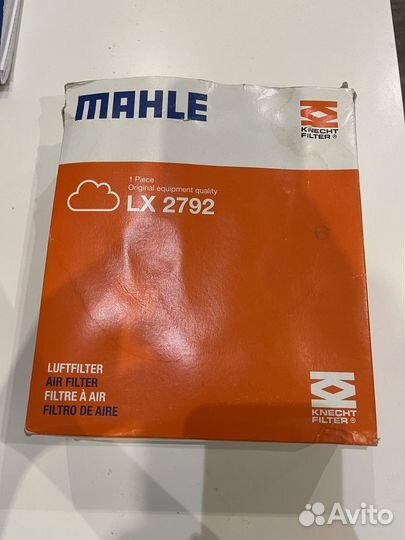 MAHLE
KNECHT
FILTER®
1 Piece
Original equipment quality
LX 2792
LUFTFILTER
AIR FILTER
FILTRE À AIR
FILTRO DE AIRE
KNECHT
FILTER®
Avito